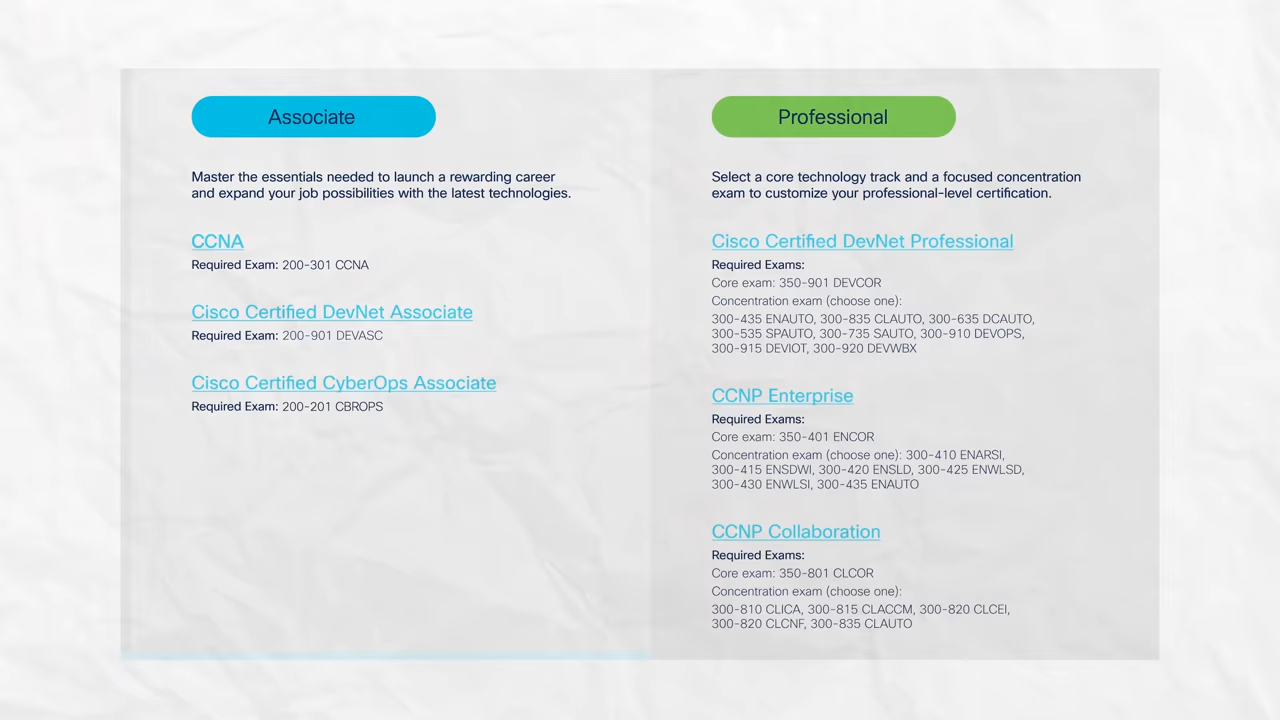 Associate
Master the essentials needed to launch a rewarding career
and expand your job possibilities with the latest technologies.
CCNA
Required Exam: 200-301 CCNA
Cisco Certified DevNet Associate
Required Exam: 200-901 DEVASC
Cisco Certified CyberOps Associate
Required Exam: 200-201 CBROPS
Professional
Select a core technology track and a focused concentration
exam to customize your professional-level certification.
Cisco Certified DevNet Professional
Required Exams:
Core exam: 350-901 DEVCOR
Concentration exam (choose one):
300-435 ENAUTO, 300-835 CLAUTO, 300-635 DCAUTO,
300-535 SPAUTO, 300-735 SAUTO, 300-910 DEVOPS,
300-915 DEVIOT, 300-920 DEVWBX
CCNP Enterprise
Required Exams:
Core exam: 350-401 ENCOR
Concentration exam (choose one): 300-410 ENARSI,
300-415 ENSDWI, 300-420 ENSLD, 300-425 ENWLSD,
300-430 ENWLSI, 300-435 ENAUTO
CCNP Collaboration
Required Exams:
Core exam: 350-801 CLCOR
Concentration exam (choose one):
300-810 CLICA, 300-815 CLACCM, 300-820 CLCEI,
300-820 CLCNF, 300-835 CLAUTO